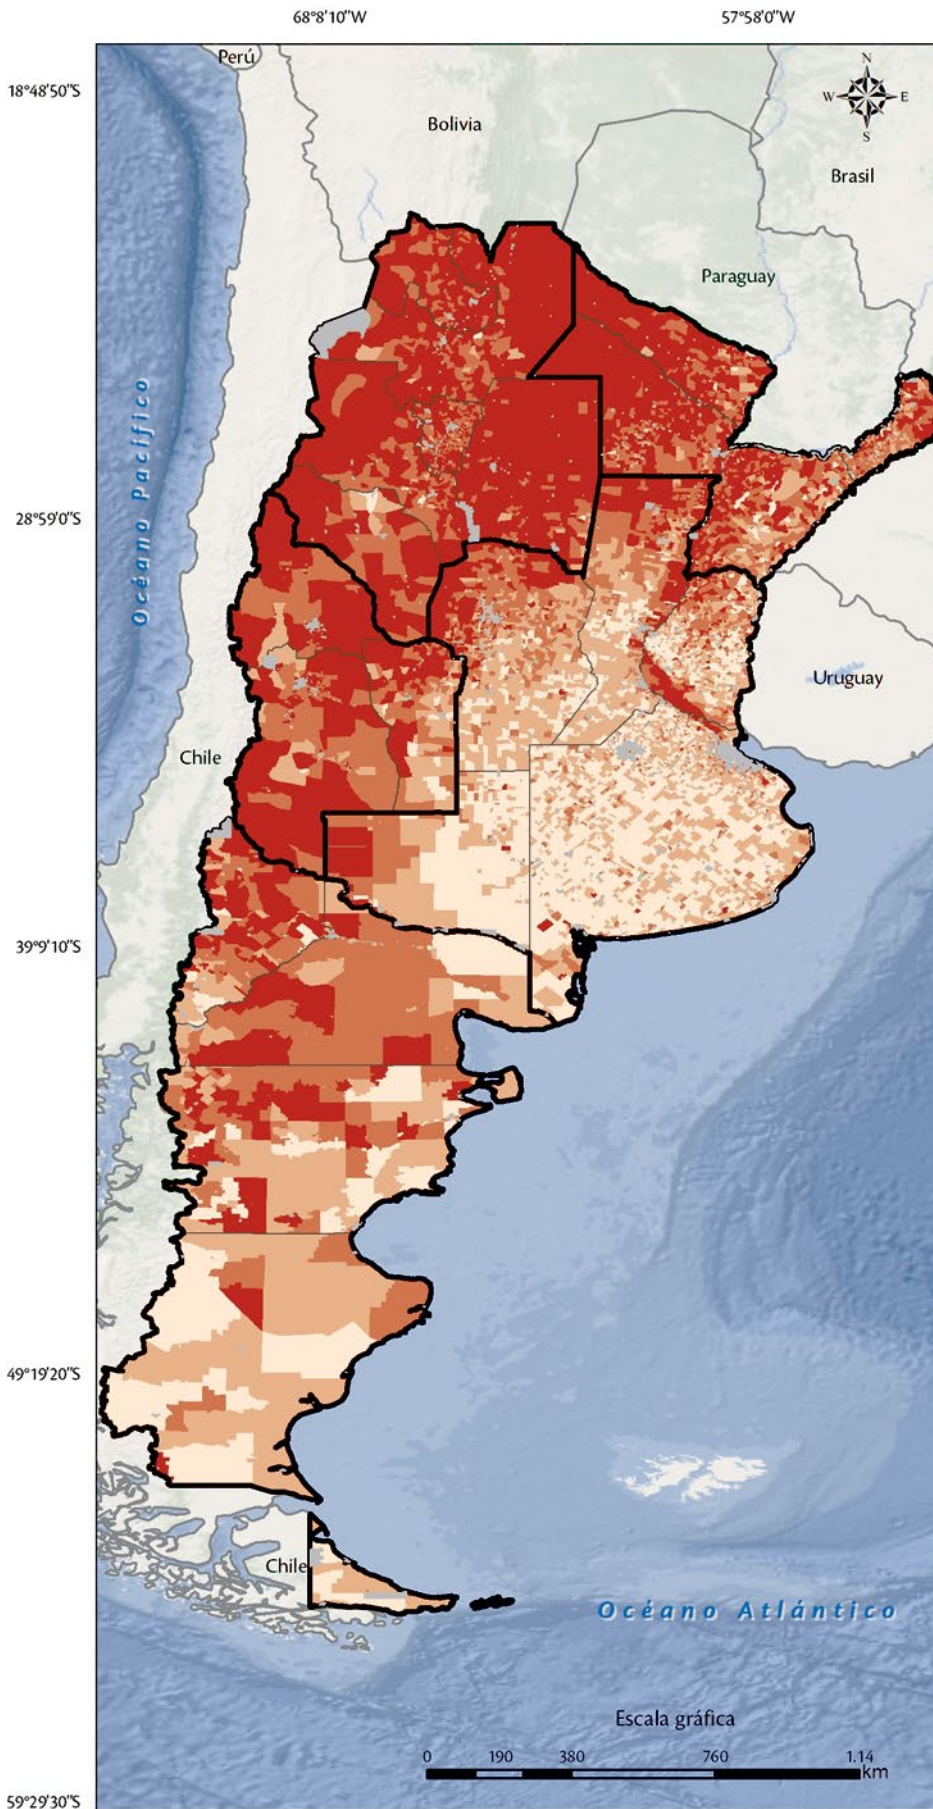 68°8'10"W
57°58'0"W
Perú
N
18°48'50"S
W
E
Bolivia
S
Brasil
Paraguay
Océano Pacífico
28°59'0"S
Uruguay
Chile
39°9'10"S
49°19'20"S
Chile
Océano Atlántico
Escala gráfica
0 190 380 760 1.14
km
59°29'30"S